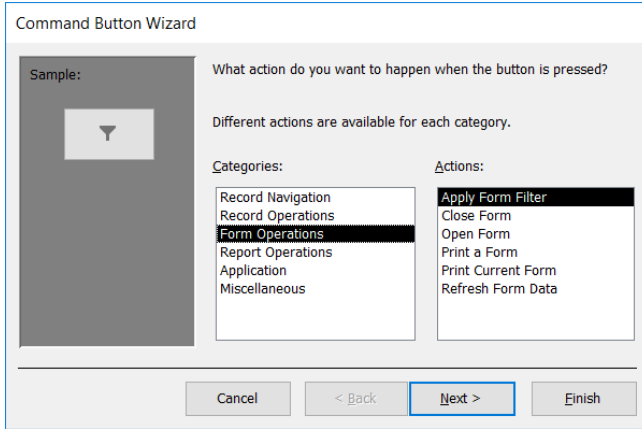 Command Button Wizard
Sample:
What action do you want to happen when the button is pressed?
Different actions are available for each category.
Categories:
Actions:
Record Navigation
Record Operations
Form Operations
Report Operations
Application
Miscellaneous
Apply Form Filter
Close Form
Open Form
Print a Form
Print Current Form
Refresh Form Data
Cancel
< Back
Next >
Finish